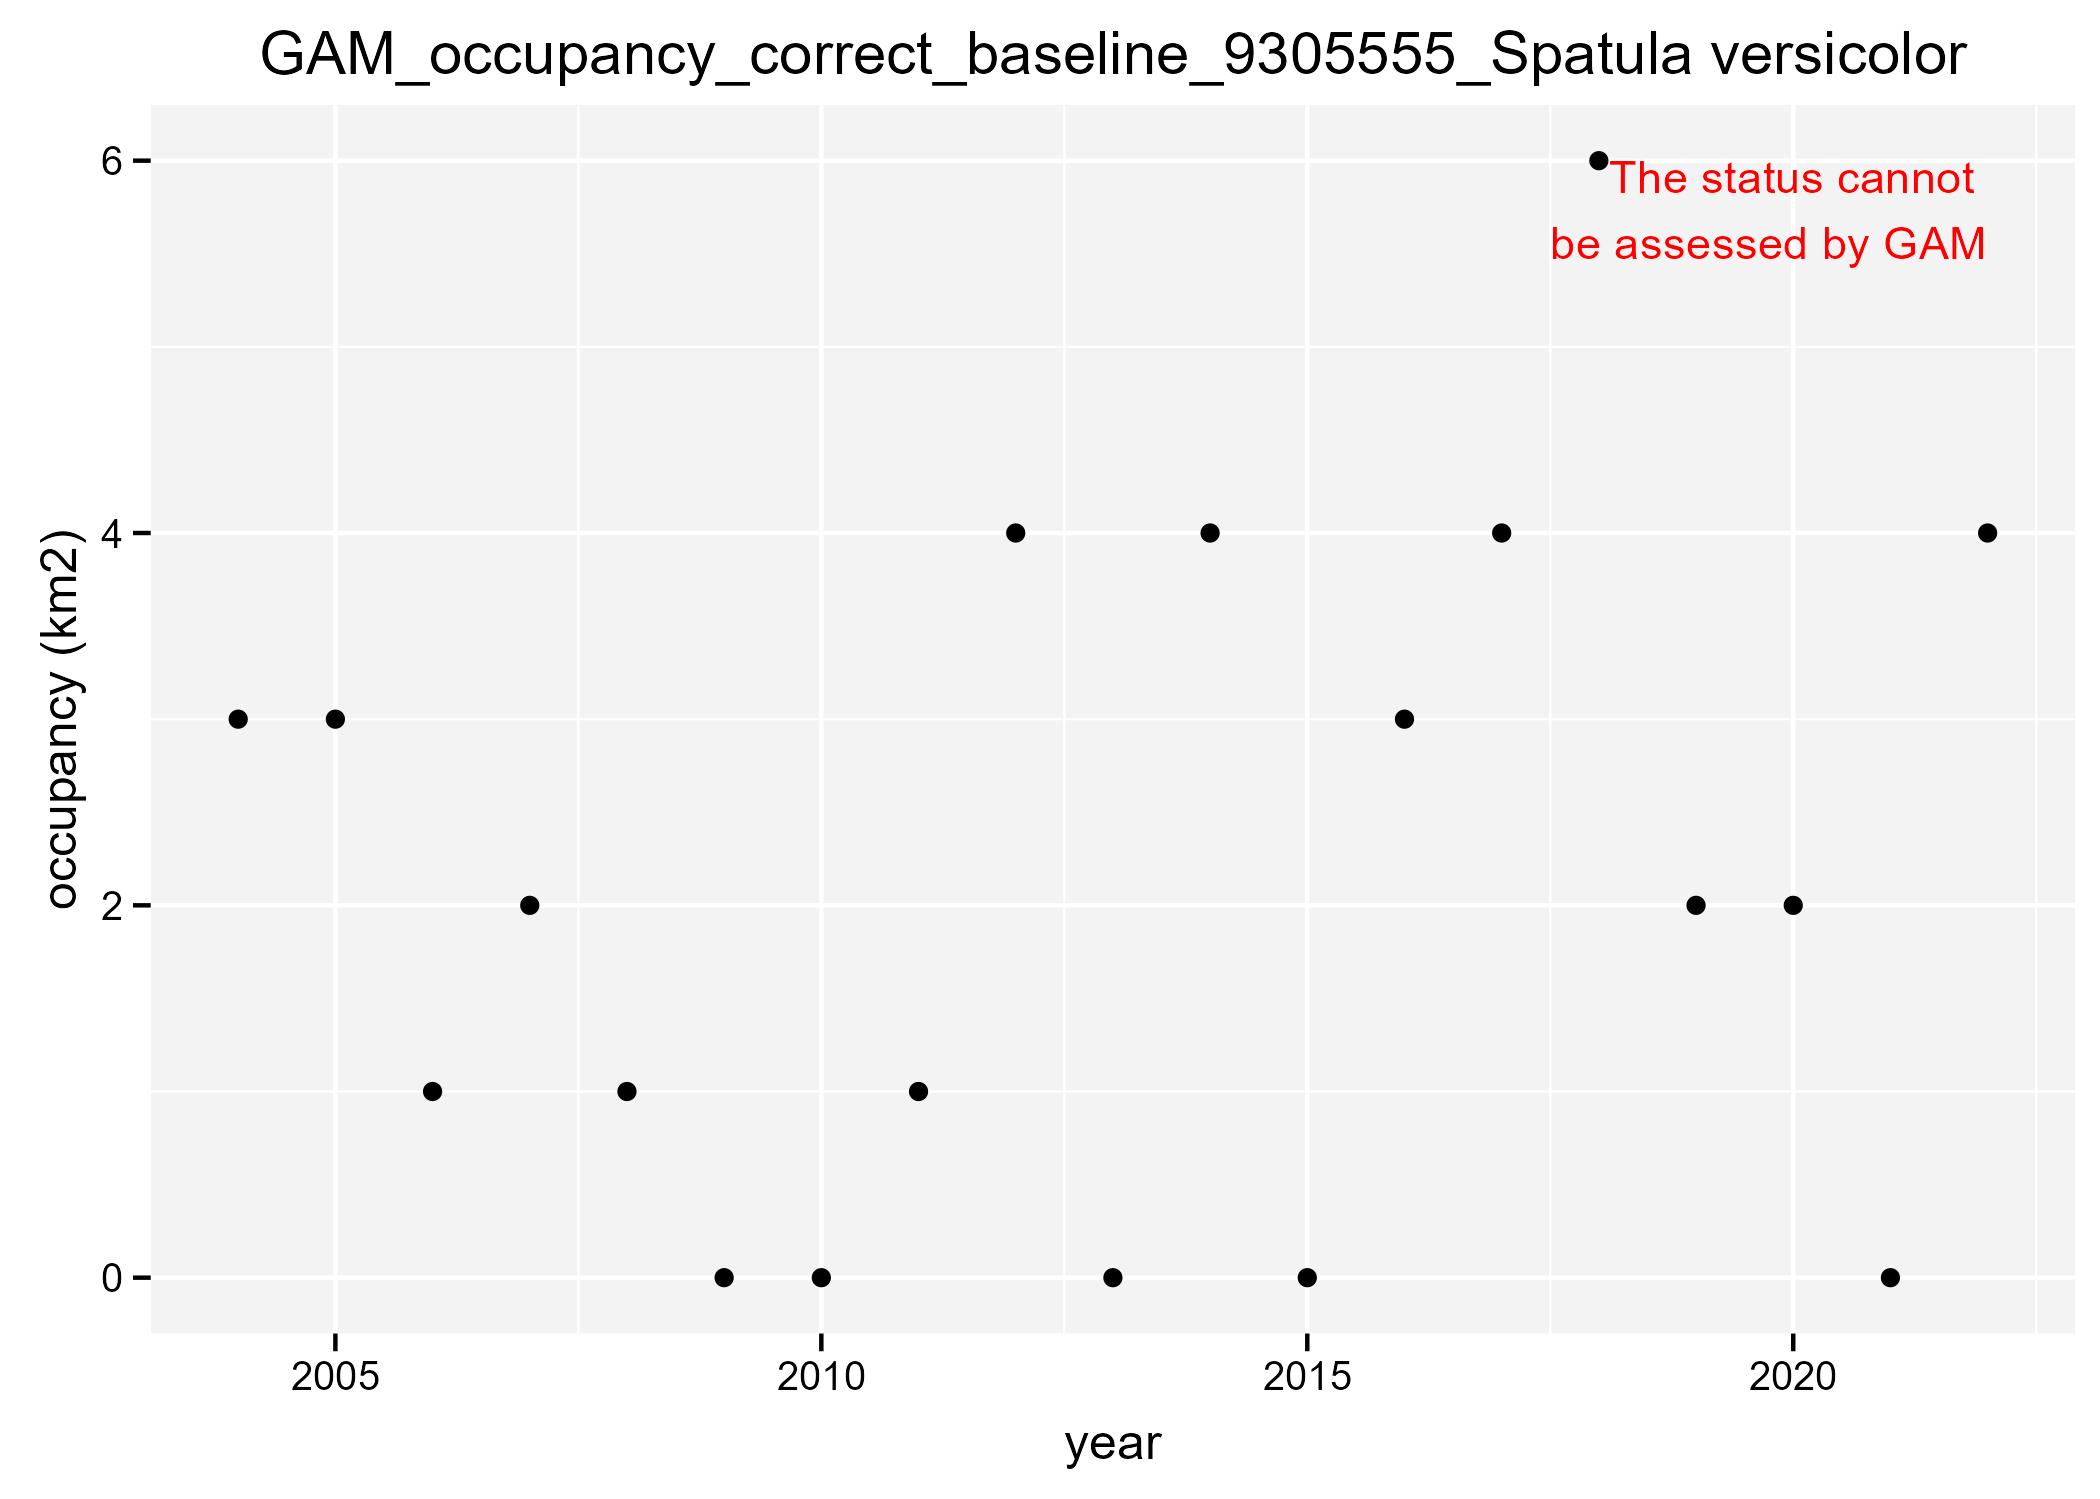 GAM_occupancy_correct_baseline_9305555_Spatula versicolor
6
The status cannot
be assessed by GAM
4
occupancy (km2)
2
0
2005 2010 2015 2020
year